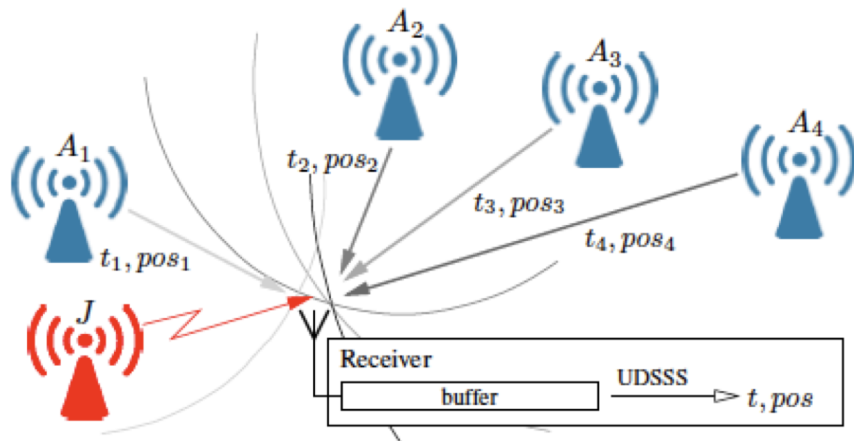 A₂
A₃
A₁
A₄
t₂, pos₂
t₃, pos₃
t₄, pos₄
t₁, pos₁
J
Receiver
buffer
UDSSS
t, pos